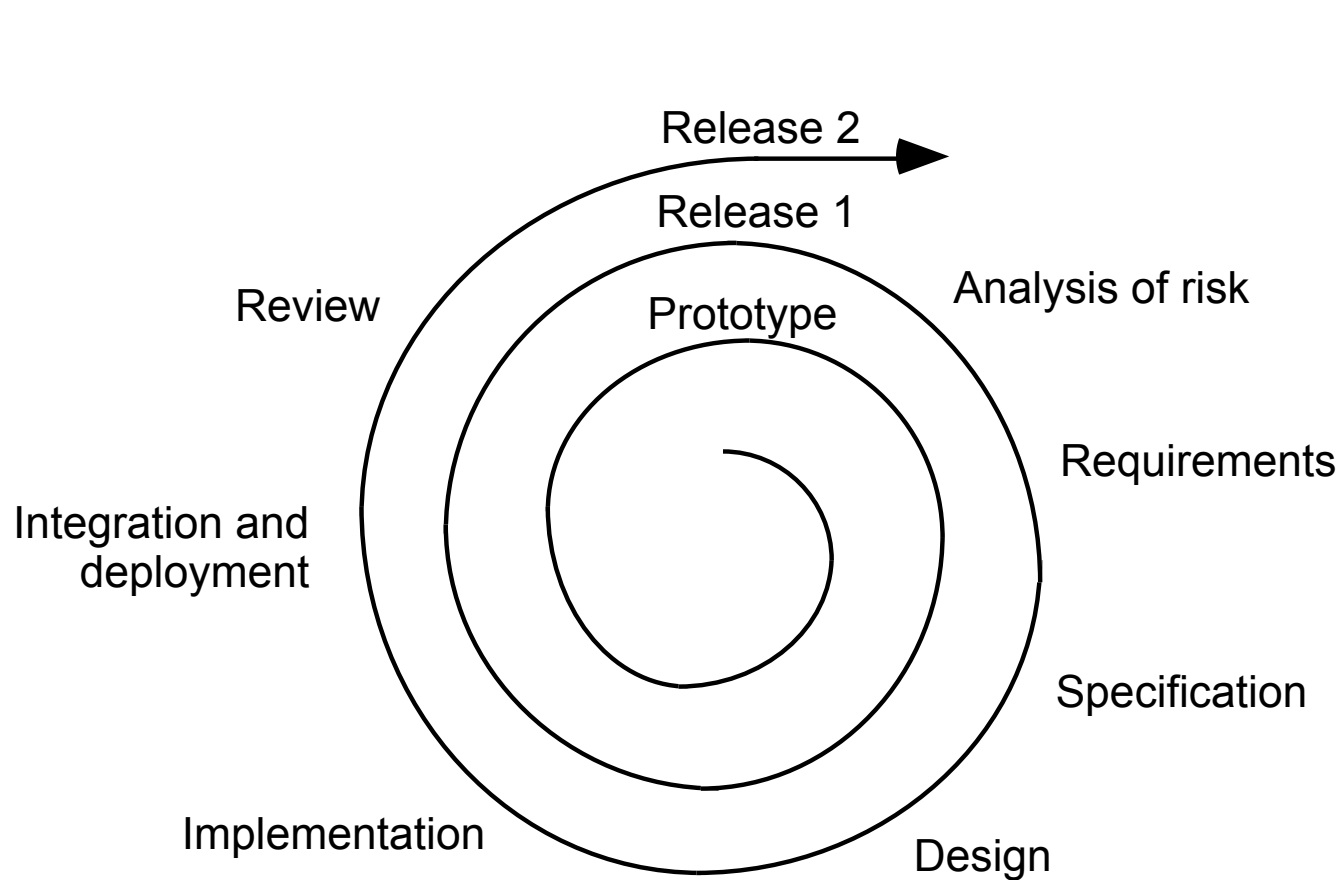 Release 2
Release 1
Prototype
Analysis of risk
Review
Requirements
Integration and
deployment
Specification
Implementation
Design